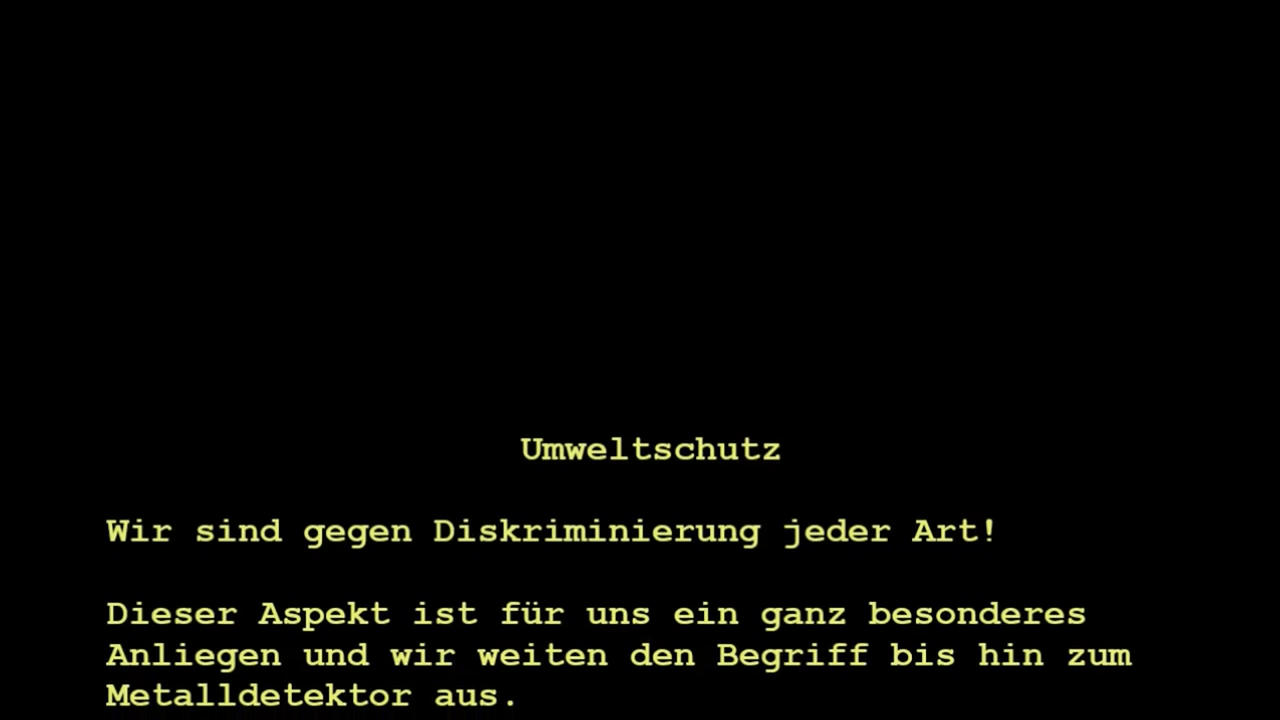 Umweltschutz
Wir sind gegen Diskriminierung jeder Art!
Dieser Aspekt ist für uns ein ganz besonderes
Anliegen und wir weiten den Begriff bis hin zum
Metalldetektor aus.